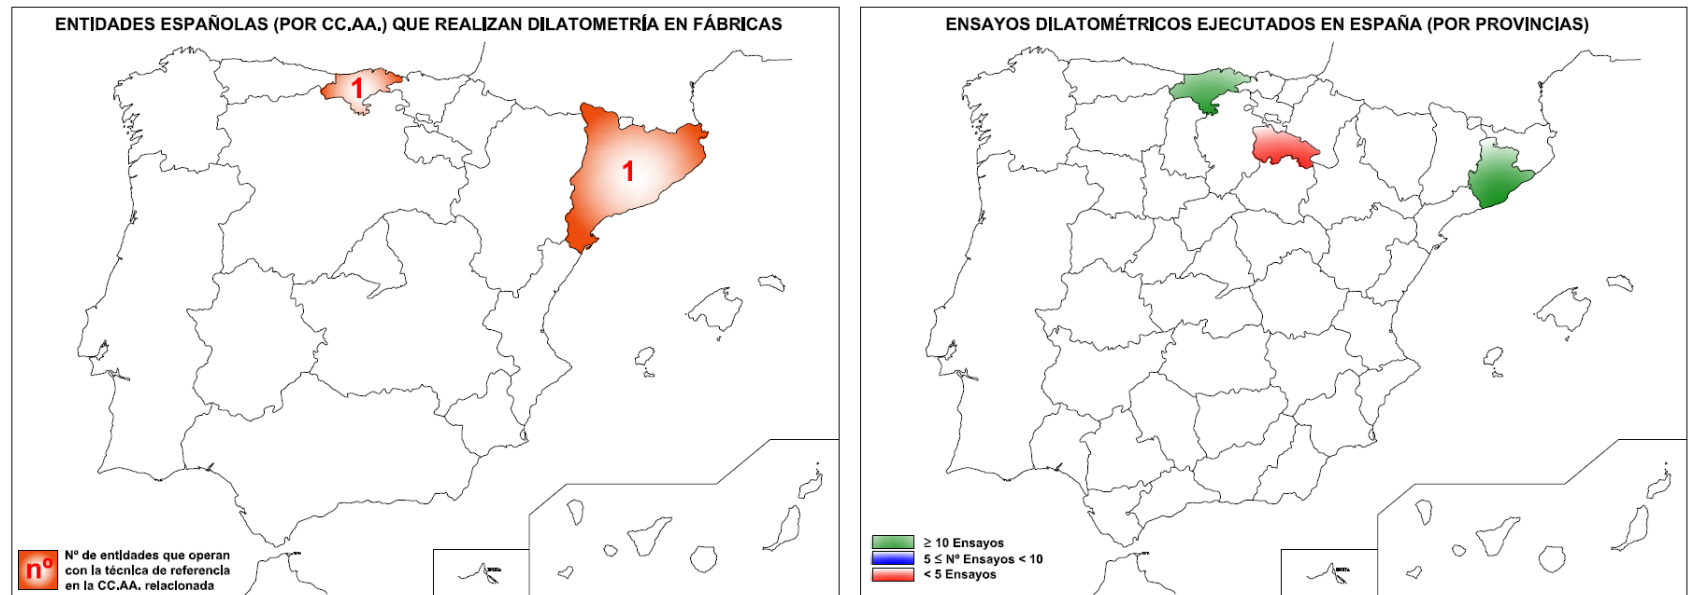 ENTIDADES ESPAÑOLAS (POR CC.AA.) QUE REALIZAN DILATOMETRÍA EN FÁBRICAS
1
1
nº
Nº de entidades que operan
con la técnica de referencia
en la CC.AA. relacionada
ENSAYOS DILATOMÉTRICOS EJECUTADOS EN ESPAÑA (POR PROVINCIAS)
≥ 10 Ensayos
5 ≤ Nº Ensayos < 10
< 5 Ensayos